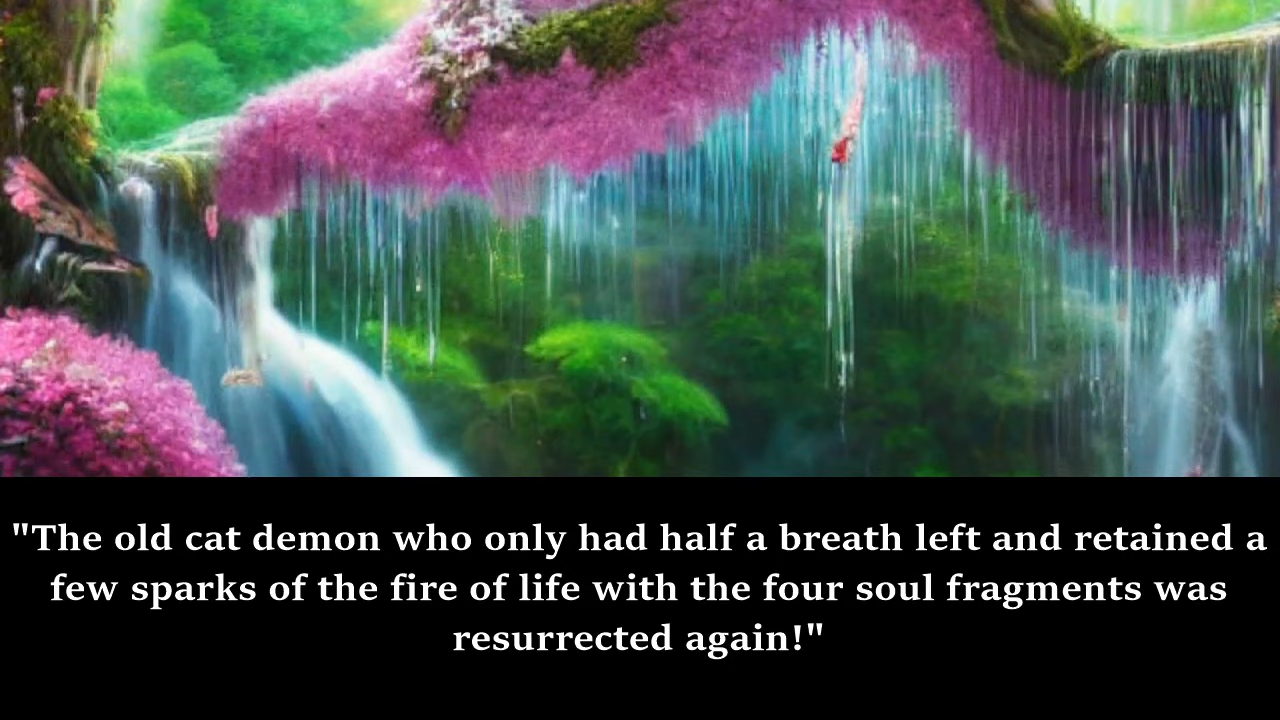 "The old cat demon who only had half a breath left and retained a
few sparks of the fire of life with the four soul fragments was
resurrected again!"